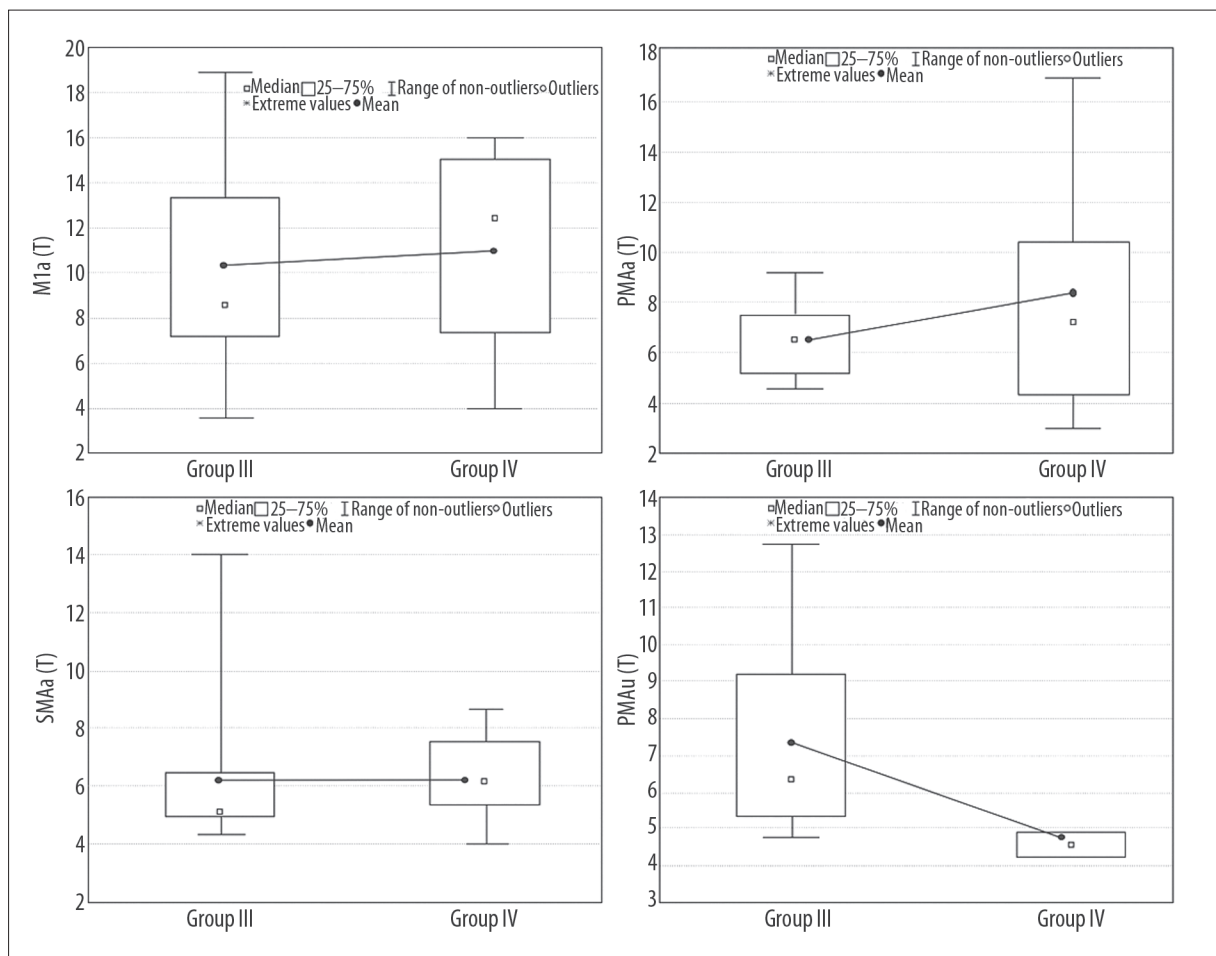 20
18
16
14
12
10
8
6
4
2
M1a (T)
Median 25–75% Range of non-outliers Outliers
Extreme values Mean
Group III Group IV
18
16
14
12
10
8
6
4
2
PMAa (T)
Median 25–75% Range of non-outliers Outliers
Extreme values Mean
Group III Group IV
16
14
12
10
8
6
4
2
SMAa (T)
Median 25–75% Range of non-outliers Outliers
Extreme values Mean
Group III Group IV
14
13
12
11
10
9
8
7
6
5
4
3
PMAu (T)
Median 25–75% Range of non-outliers Outliers
Extreme values Mean
Group III Group IV